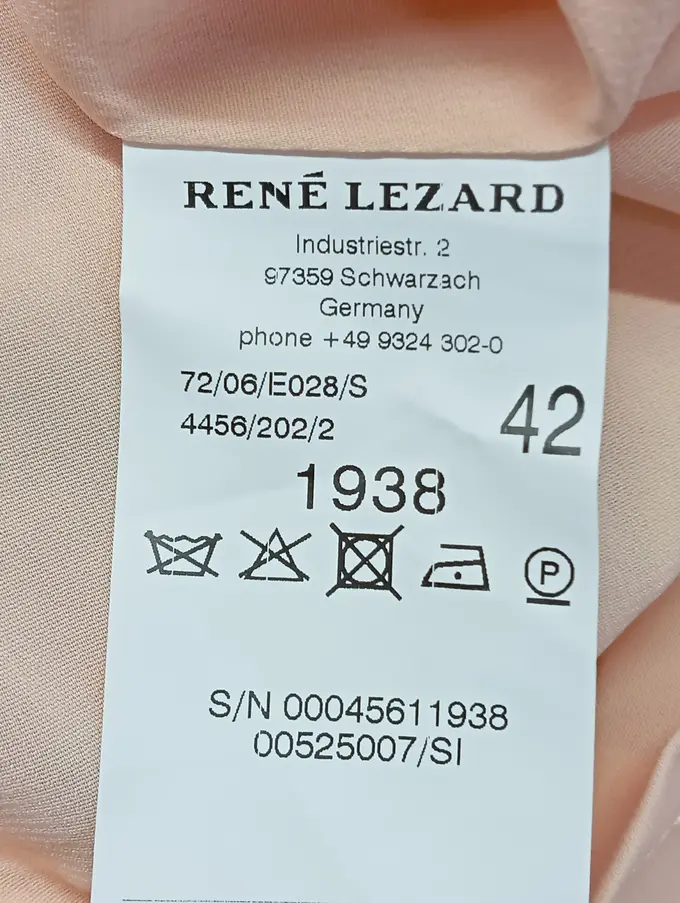 RENÉ LEZARD
Industriestr. 2
97359 Schwarzach
Germany
phone +49 9324 302-0
72/06/E028/S
4456/202/2
42
1938
P
S/N 00045611938
00525007/SI